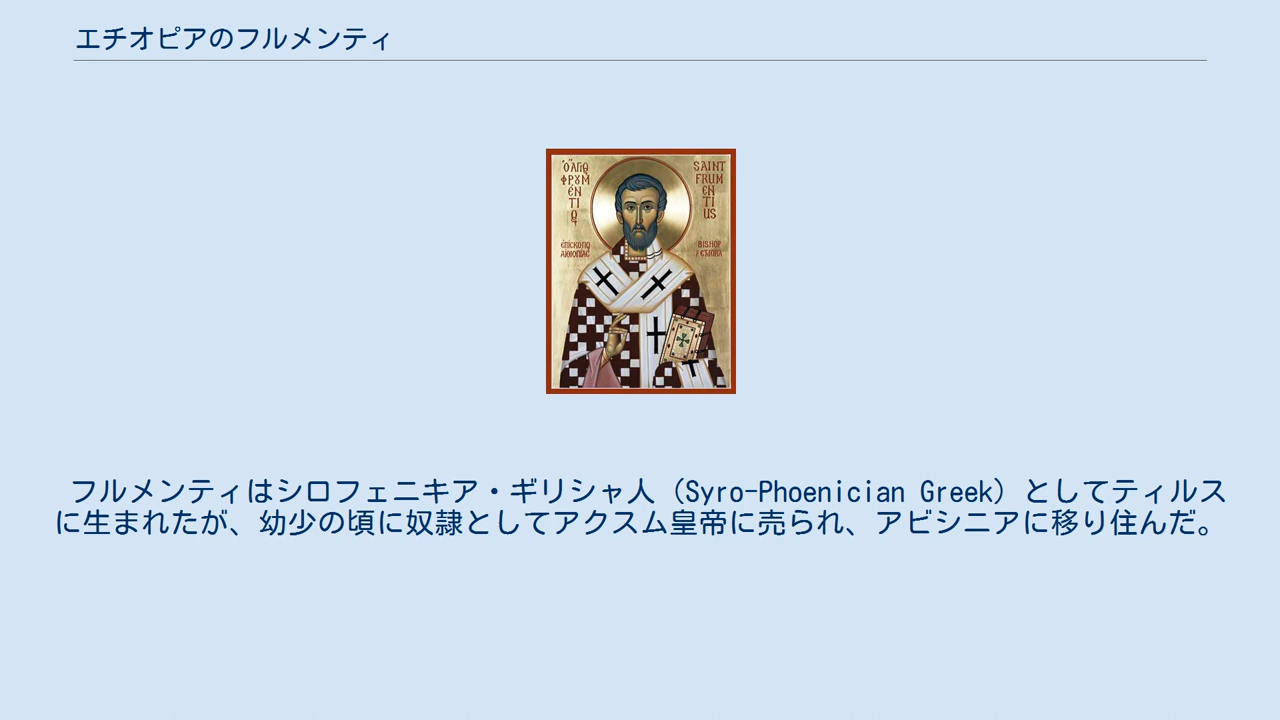 エチオピアのフルメンティ
SAINT
FRUM
EN
TI
US
BISHOP
フルメンティはシロフェニキア・ギリシャ人（Syro-Phoenician Greek）としてティルス
に生まれたが、幼少の頃に奴隷としてアクスム皇帝に売られ、アビシニアに移り住んだ。